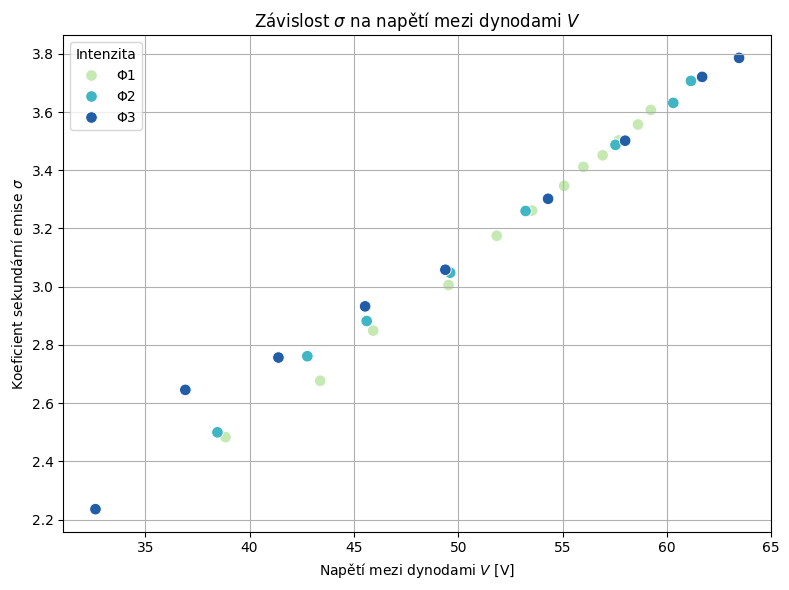 Závislost σ na napětí mezi dynodami V
Intenzita
Φ1
Φ2
Φ3
Koeficient sekundární emise σ
3.8
3.6
3.4
3.2
3.0
2.8
2.6
2.4
2.2
35 40 45 50 55 60 65
Napětí mezi dynodami V [V]